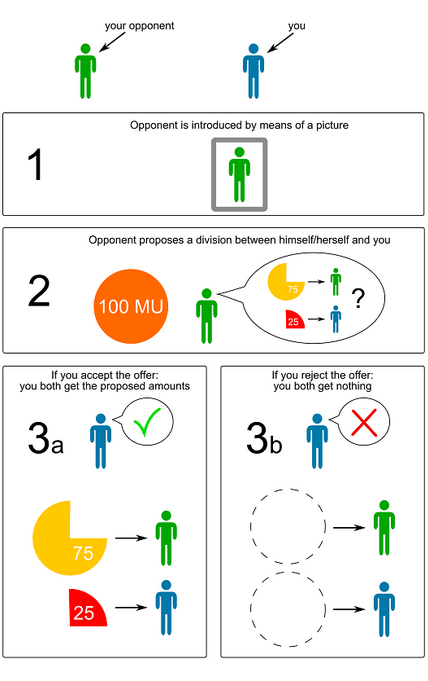 your opponent
you
Opponent is introduced by means of a picture
1
Opponent proposes a division between himself/herself and you
2
100 MU
75
?
25
If you accept the offer:
you both get the proposed amounts
3a
75
25
If you reject the offer:
you both get nothing
3b